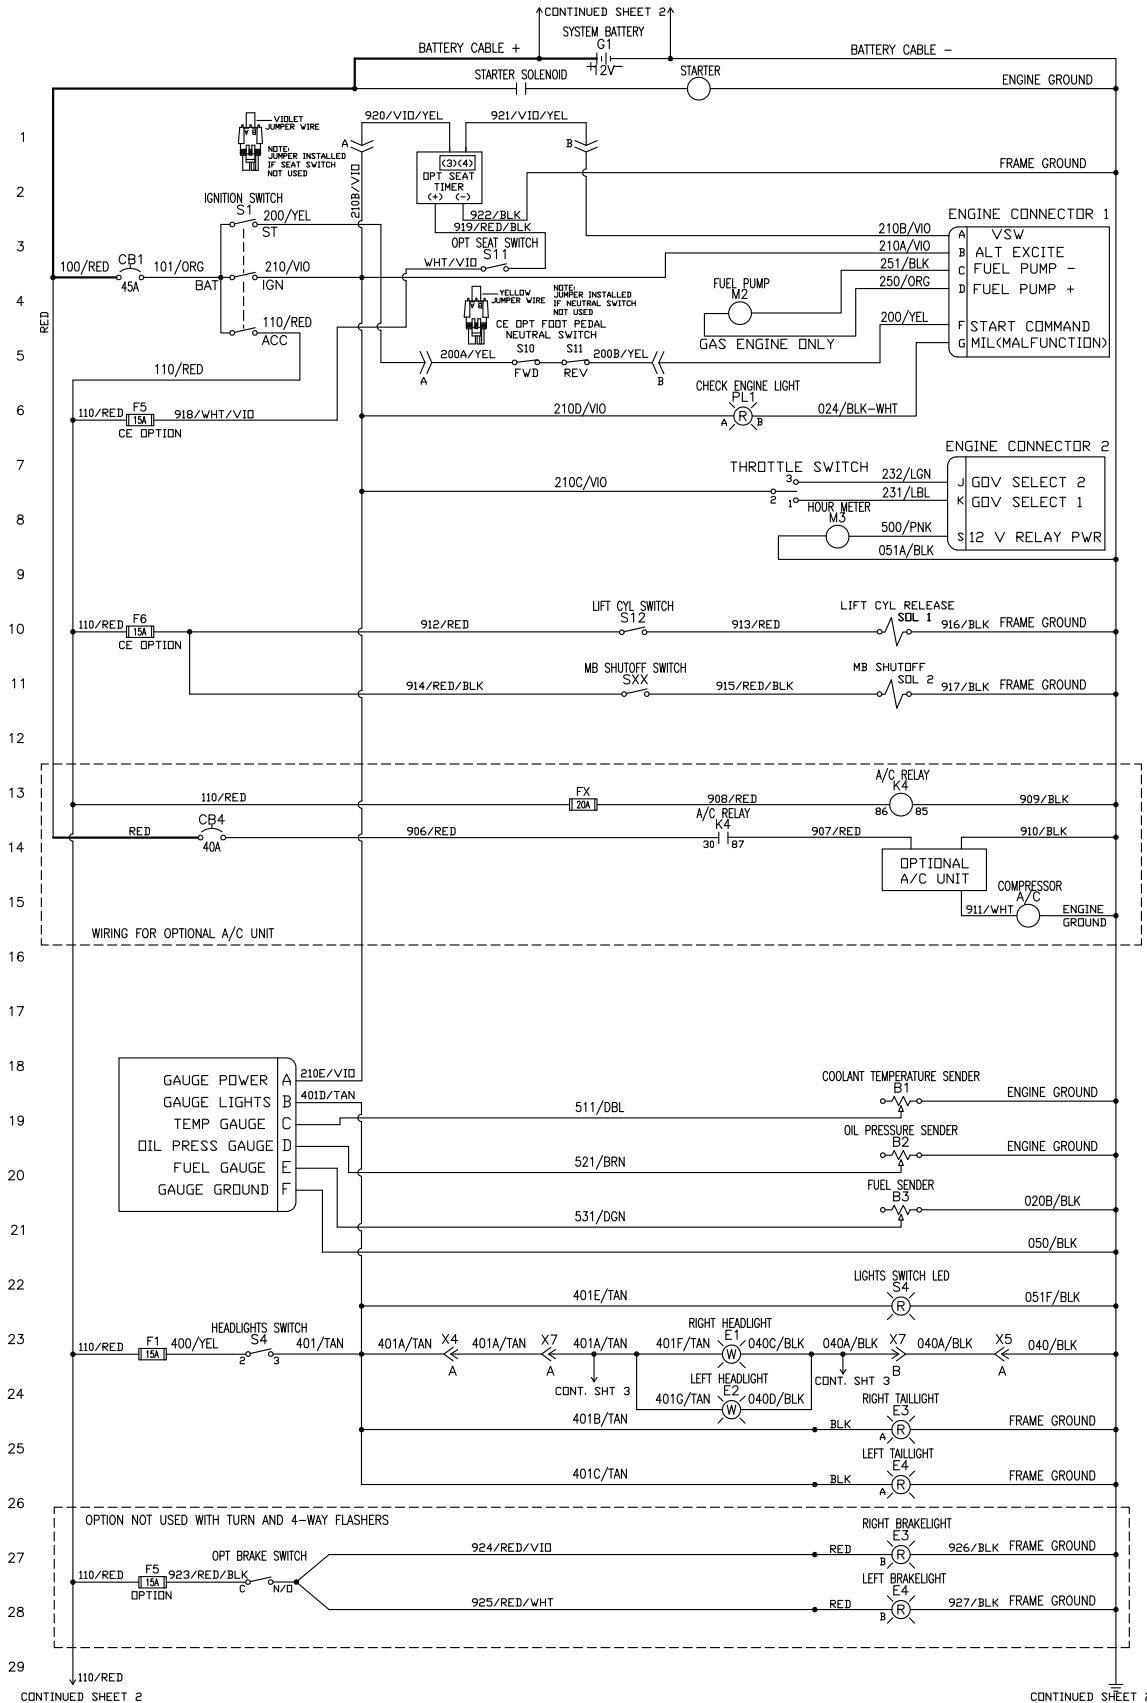 CONTINUED SHEET 2
SYSTEM BATTERY
G1
+ 12V -
BATTERY CABLE +
BATTERY CABLE -
STARTER SOLENOID
STARTER
ENGINE GROUND
1
VIOLET
JUMPER WIRE
NOTE:
JUMPER INSTALLED
IF SEAT SWITCH
NOT USED
920/VIO/YEL
921/VIO/YEL
A
B
(3)(4)
OPT SEAT
TIMER
(+) (-)
FRAME GROUND
2
210B/VIO
IGNITION SWITCH
S1
200/YEL
ST
922/BLK
919/RED/BLK
OPT SEAT SWITCH
S11
WHT/VIO
ENGINE CONNECTOR 1
210B/VIO
A VSW
3
210A/VIO
B ALT EXCITE
100/RED
CB1
45A
101/ORG
BAT
210/VIO
IGN
251/BLK
C FUEL PUMP -
250/ORG
D FUEL PUMP +
4
RED
YELLOW
JUMPER WIRE
NOTE:
JUMPER INSTALLED
IF NEUTRAL SWITCH
NOT USED
CE OPT FOOT PEDAL
NEUTRAL SWITCH
FUEL PUMP
M2
GAS ENGINE ONLY
110/RED
ACC
200/YEL
F START COMMAND
G MIL(MALFUNCTION)
5
110/RED
A
200A/YEL
S10
FWD
S11
REV
200B/YEL
B
6
110/RED
F5
15A
CE OPTION
918/WHT/VIO
210D/VIO
CHECK ENGINE LIGHT
PL1
A R B
024/BLK-WHT
7
ENGINE CONNECTOR 2
THROTTLE SWITCH
210C/VIO
3
2
1
232/LGN
J GOV SELECT 2
231/LBL
K GOV SELECT 1
8
HOUR METER
M3
500/PNK
S 12 V RELAY PWR
051A/BLK
9
10
110/RED
F6
15A
CE OPTION
912/RED
LIFT CYL SWITCH
S12
913/RED
LIFT CYL RELEASE
SOL 1
916/BLK FRAME GROUND
11
914/RED/BLK
MB SHUTOFF SWITCH
SXX
915/RED/BLK
MB SHUTOFF
SOL 2
917/BLK FRAME GROUND
12
13
110/RED
FX
20A
908/RED
A/C RELAY
K4
86 85
909/BLK
14
RED
CB4
40A
906/RED
A/C RELAY
K4
30 87
907/RED
910/BLK
OPTIONAL
A/C UNIT
15
COMPRESSOR
A/C
911/WHT
ENGINE
GROUND
WIRING FOR OPTIONAL A/C UNIT
16
17
18
GAUGE POWER A
210E/VIO
GAUGE LIGHTS B
401D/TAN
TEMP GAUGE C
OIL PRESS GAUGE D
FUEL GAUGE E
GAUGE GROUND F
COOLANT TEMPERATURE SENDER
B1
ENGINE GROUND
19
511/DBL
OIL PRESSURE SENDER
B2
ENGINE GROUND
20
521/BRN
FUEL SENDER
B3
020B/BLK
21
531/DGN
050/BLK
22
401E/TAN
LIGHTS SWITCH LED
S4
R
051F/BLK
23
110/RED
F1
15A
400/YEL
HEADLIGHTS SWITCH
S4
2 3
401/TAN
401A/TAN
X4
A
401A/TAN
X7
A
401A/TAN
CONT. SHT 3
401F/TAN
RIGHT HEADLIGHT
E1
W
040C/BLK
040A/BLK
CONT. SHT 3
X7
B
040A/BLK
X5
A
040/BLK
24
401G/TAN
LEFT HEADLIGHT
E2
W
040D/BLK
401B/TAN
BLK
RIGHT TAILLIGHT
E3
A R
FRAME GROUND
25
401C/TAN
BLK
LEFT TAILLIGHT
E4
A R
FRAME GROUND
26
OPTION NOT USED WITH TURN AND 4-WAY FLASHERS
27
924/RED/VIO
RED
RIGHT BRAKELIGHT
E3
B R
926/BLK FRAME GROUND
110/RED
F5
15A
OPTION
923/RED/BLK
OPT BRAKE SWITCH
C N/O
28
925/RED/WHT
RED
LEFT BRAKELIGHT
E4
B R
927/BLK FRAME GROUND
29
110/RED
CONTINUED SHEET 2
CONTINUED SHEET 2